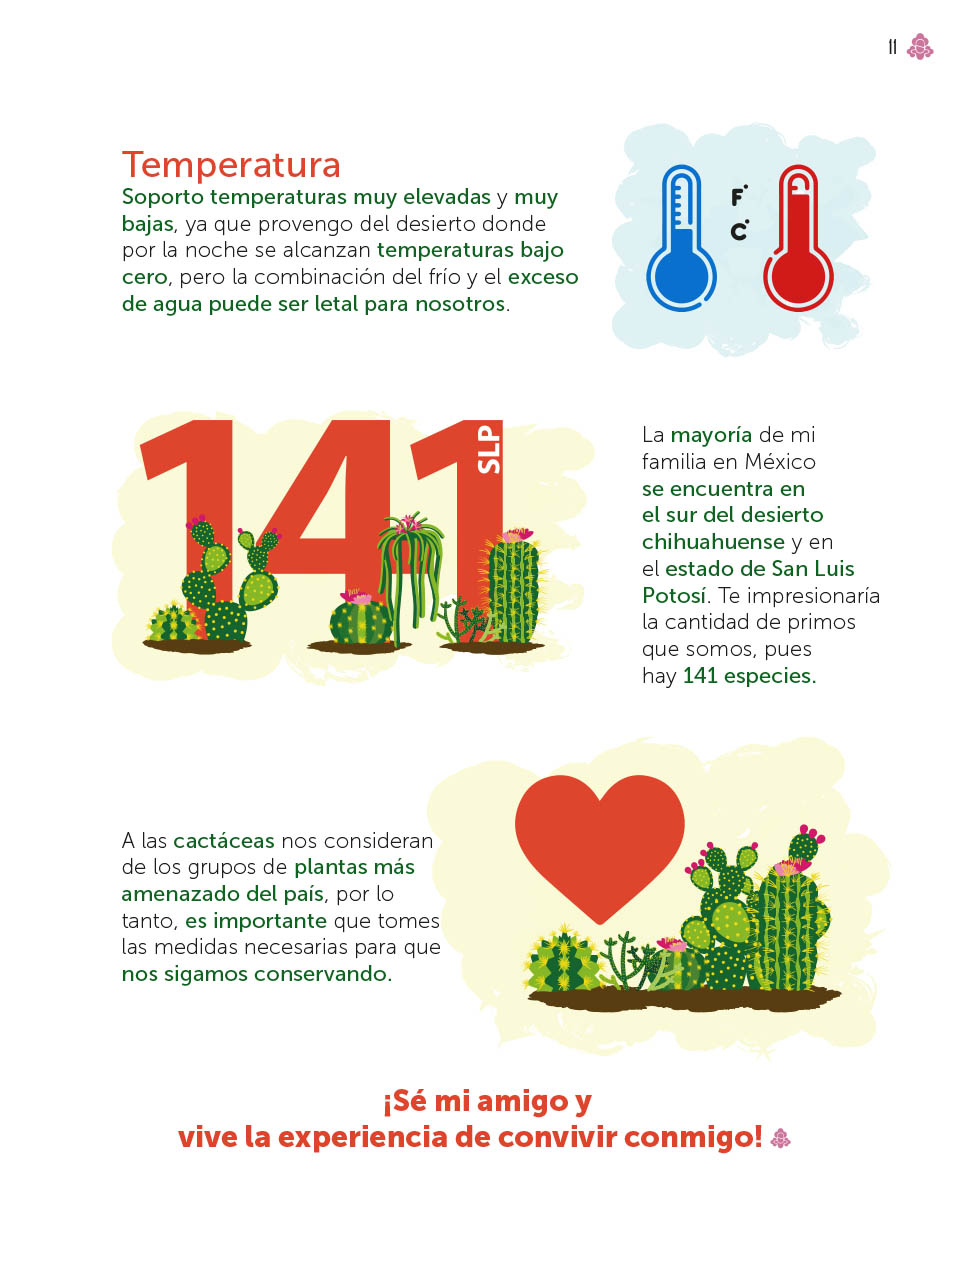 11
Temperatura
Soporto temperaturas muy elevadas y muy
bajas, ya que provengo del desierto donde
por la noche se alcanzan temperaturas bajo
cero, pero la combinación del frío y el exceso
de agua puede ser letal para nosotros.
F°
C°
141
SLP
La mayoría de mi
familia en México
se encuentra en
el sur del desierto
chihuahuense y en
el estado de San Luis
Potosí. Te impresionaría
la cantidad de primos
que somos, pues
hay 141 especies.
A las cactáceas nos consideran
de los grupos de plantas más
amenazado del país, por lo
tanto, es importante que tomes
las medidas necesarias para que
nos sigamos conservando.
¡Sé mi amigo y
vive la experiencia de convivir conmigo!